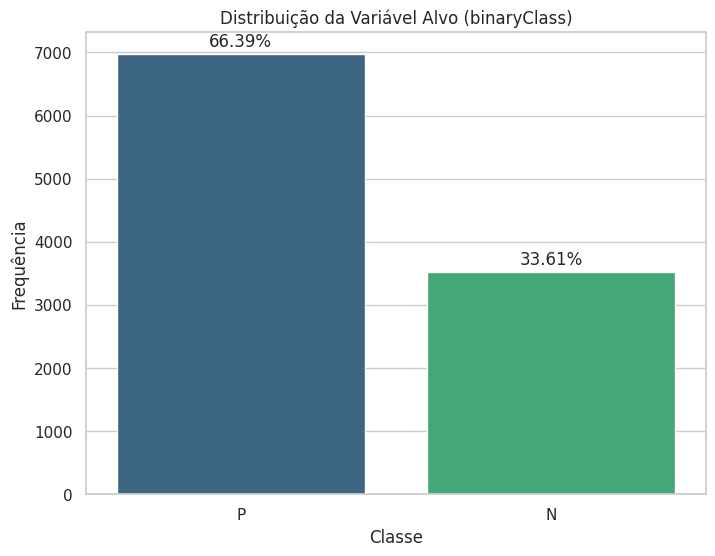 Distribuição da Variável Alvo (binaryClass)
66.39%
33.61%
7000
6000
5000
4000
3000
2000
1000
0
Frequência
P
N
Classe